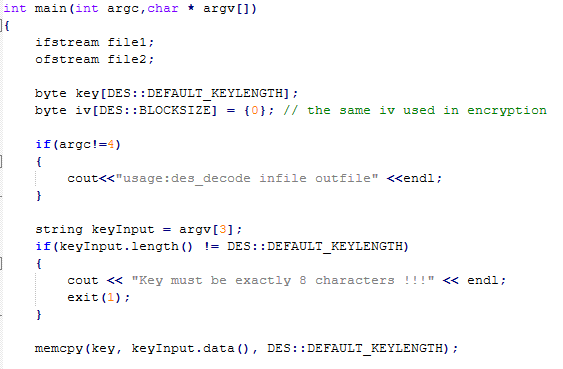 int main(int argc,char * argv[])
{
ifstream file1;
ofstream file2;
byte key[DES::DEFAULT_KEYLENGTH];
byte iv[DES::BLOCKSIZE] = {0}; // the same iv used in encryption
if(argc!=4)
{
cout<<"usage:des_decode infile outfile" <<endl;
}
string keyInput = argv[3];
if(keyInput.length() != DES::DEFAULT_KEYLENGTH)
{
cout << "Key must be exactly 8 characters !!!" << endl;
exit(1);
}
memcpy(key, keyInput.data(), DES::DEFAULT_KEYLENGTH);